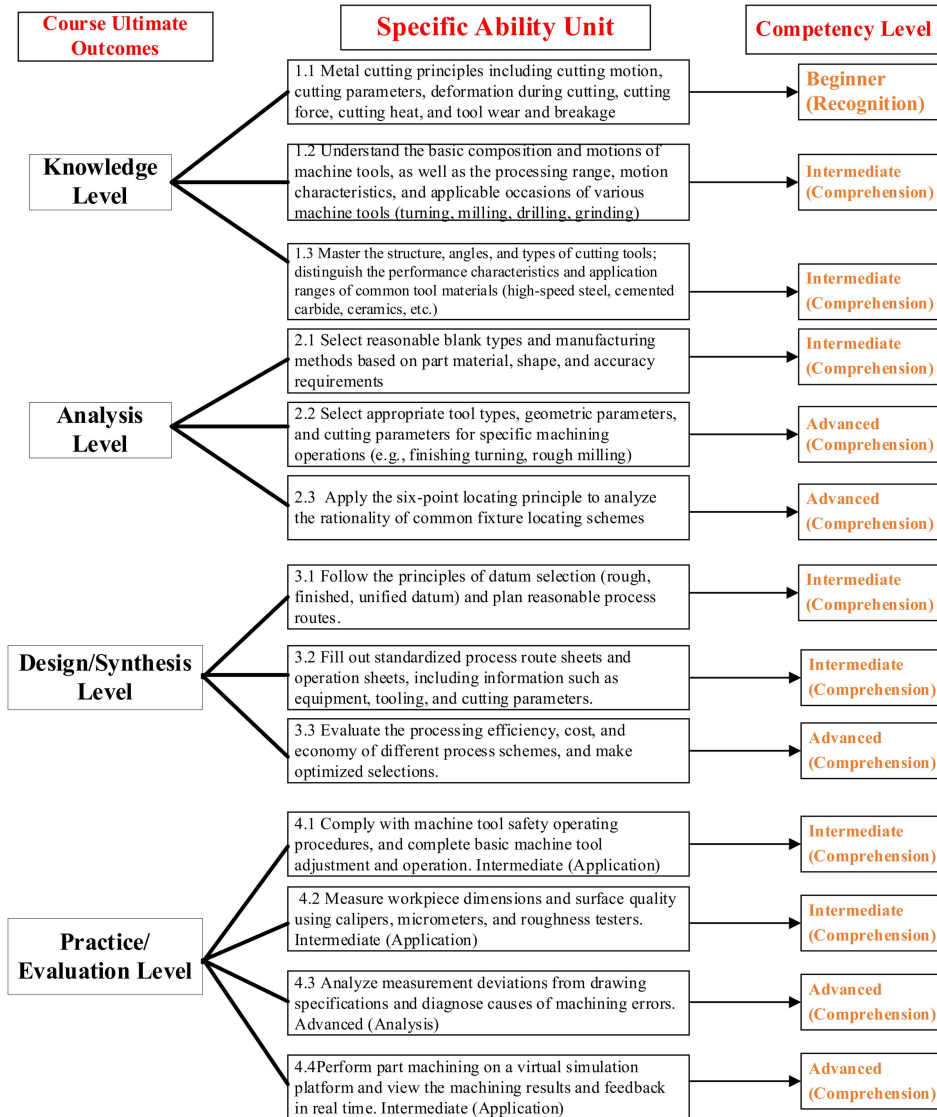 Course Ultimate
Outcomes
Specific Ability Unit
Competency Level
Knowledge
Level
1.1 Metal cutting principles including cutting motion,
cutting parameters, deformation during cutting, cutting
force, cutting heat, and tool wear and breakage
Beginner
(Recognition)
1.2 Understand the basic composition and motions of
machine tools, as well as the processing range, motion
characteristics, and applicable occasions of various
machine tools (turning, milling, drilling, grinding)
Intermediate
(Comprehension)
1.3 Master the structure, angles, and types of cutting tools;
distinguish the performance characteristics and application
ranges of common tool materials (high-speed steel, cemented
carbide, ceramics, etc.)
Intermediate
(Comprehension)
Analysis
Level
2.1 Select reasonable blank types and manufacturing
methods based on part material, shape, and accuracy
requirements
Intermediate
(Comprehension)
2.2 Select appropriate tool types, geometric parameters,
and cutting parameters for specific machining
operations (e.g., finishing turning, rough milling)
Advanced
(Comprehension)
2.3 Apply the six-point locating principle to analyze
the rationality of common fixture locating schemes
Advanced
(Comprehension)
Design/Synthesis
Level
3.1 Follow the principles of datum selection (rough,
finished, unified datum) and plan reasonable process
routes.
Intermediate
(Comprehension)
3.2 Fill out standardized process route sheets and
operation sheets, including information such as
equipment, tooling, and cutting parameters.
Intermediate
(Comprehension)
3.3 Evaluate the processing efficiency, cost, and
economy of different process schemes, and make
optimized selections.
Advanced
(Comprehension)
Practice/
Evaluation Level
4.1 Comply with machine tool safety operating
procedures, and complete basic machine tool
adjustment and operation. Intermediate (Application)
Intermediate
(Comprehension)
4.2 Measure workpiece dimensions and surface quality
using calipers, micrometers, and roughness testers.
Intermediate (Application)
Intermediate
(Comprehension)
4.3 Analyze measurement deviations from drawing
specifications and diagnose causes of machining errors.
Advanced (Analysis)
Advanced
(Comprehension)
4.4Perform part machining on a virtual simulation
platform and view the machining results and feedback
in real time. Intermediate (Application)
Advanced
(Comprehension)